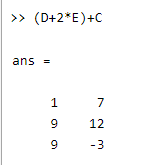 >> (D+2*E)+C
ans =
1 7
9 12
9 -3